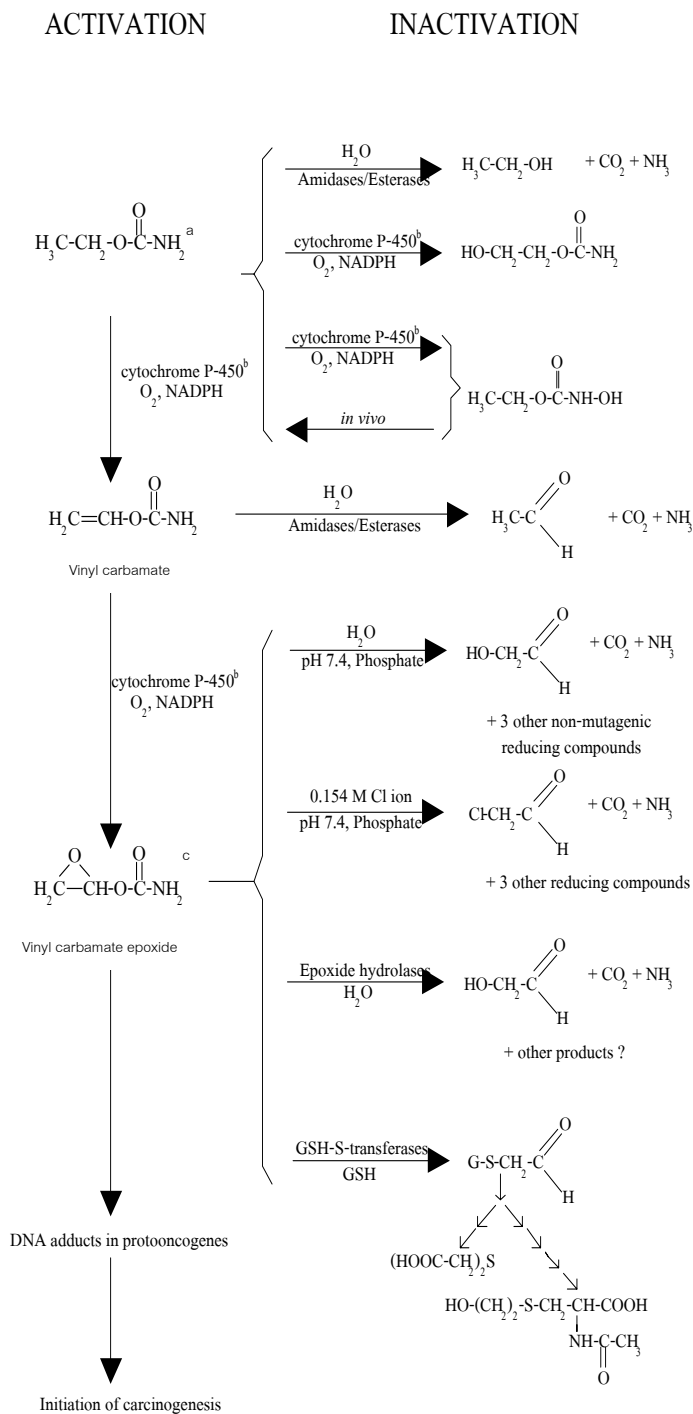 ACTIVATION INACTIVATION
H₂O
Amidases/Esterases
H₃C-CH₂-OH + CO₂ + NH₃
O
H₃C-CH₂-O-C-NH₂ a
cytochrome P-450ᵇ
O₂, NADPH
O
HO-CH₂-CH₂-O-C-NH₂
cytochrome P-450ᵇ
O₂, NADPH
cytochrome P-450ᵇ
O₂, NADPH
in vivo
O
H₃C-CH₂-O-C-NH-OH
O
H₂C=CH-O-C-NH₂
Vinyl carbamate
H₂O
Amidases/Esterases
O
H₃C-C
H
+ CO₂ + NH₃
cytochrome P-450ᵇ
O₂, NADPH
H₂O
pH 7.4, Phosphate
O
HO-CH₂-C
H
+ CO₂ + NH₃
+ 3 other non-mutagenic
reducing compounds
0.154 M Cl ion
pH 7.4, Phosphate
O
Cl-CH₂-C
H
+ CO₂ + NH₃
+ 3 other reducing compounds
O
O
H₂C-CH-O-C-NH₂ c
Vinyl carbamate epoxide
Epoxide hydrolases
H₂O
O
HO-CH₂-C
H
+ CO₂ + NH₃
+ other products ?
GSH-S-transferases
GSH
O
G-S-CH₂-C
H
DNA adducts in protooncogenes
(HOOC-CH₂)₂S
HO-(CH₂)₂-S-CH₂-CH-COOH
NH-C-CH₃
O
Initiation of carcinogenesis